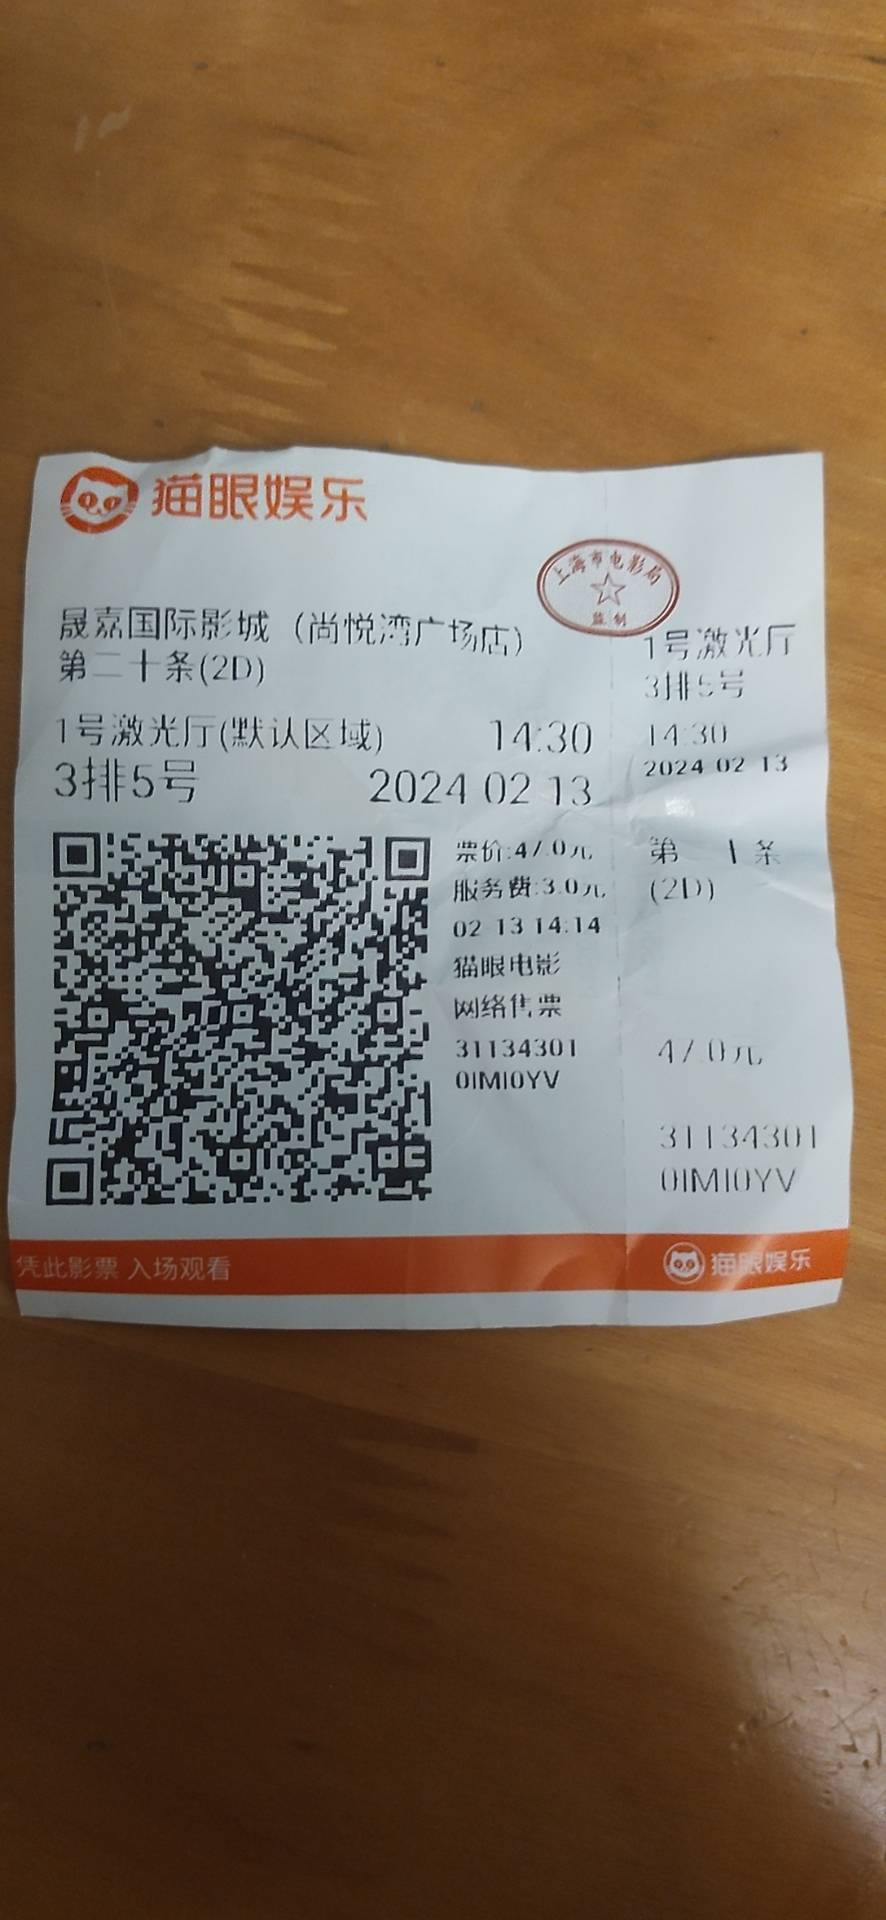 猫眼娱乐
上海市电影局
监制
晟嘉国际影城（尚悦湾广场店）
第二十条(2D)
1号激光厅(默认区域) 14:30
3排5号 2024 02 13
票价:47.0元
服务费:3.0元
02 13 14:14
猫眼电影
网络售票
31134301
0IMI0YV
1号激光厅
3排5号
14:30
2024 02 13
第二十条
(2D)
47.0元
31134301
0IMI0YV
凭此影票 入场观看
猫眼娱乐